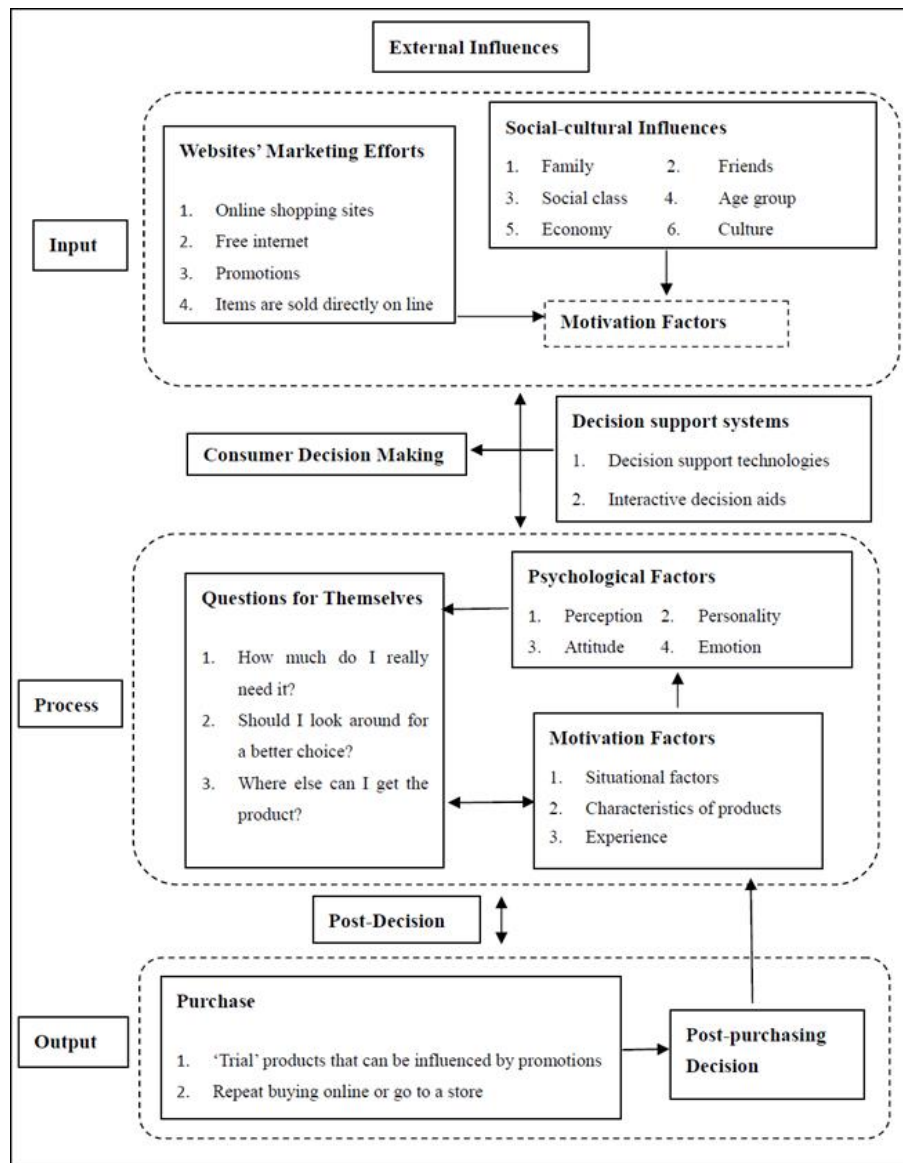 External Influences
Input
Websites’ Marketing Efforts
1. Online shopping sites
2. Free internet
3. Promotions
4. Items are sold directly on line
Social-cultural Influences
1. Family 2. Friends
3. Social class 4. Age group
5. Economy 6. Culture
Motivation Factors
Consumer Decision Making
Decision support systems
1. Decision support technologies
2. Interactive decision aids
Process
Questions for Themselves
1. How much do I really
need it?
2. Should I look around for
a better choice?
3. Where else can I get the
product?
Psychological Factors
1. Perception 2. Personality
3. Attitude 4. Emotion
Motivation Factors
1. Situational factors
2. Characteristics of products
3. Experience
Post-Decision
Output
Purchase
1. ‘Trial’ products that can be influenced by promotions
2. Repeat buying online or go to a store
Post-purchasing
Decision